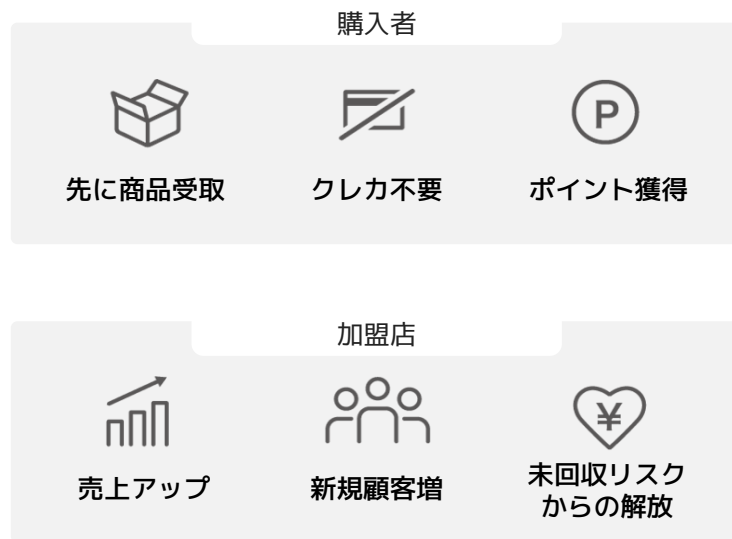 購入者
先に商品受取
クレカ不要
P
ポイント獲得
加盟店
売上アップ
新規顧客増
¥
未回収リスク
からの解放